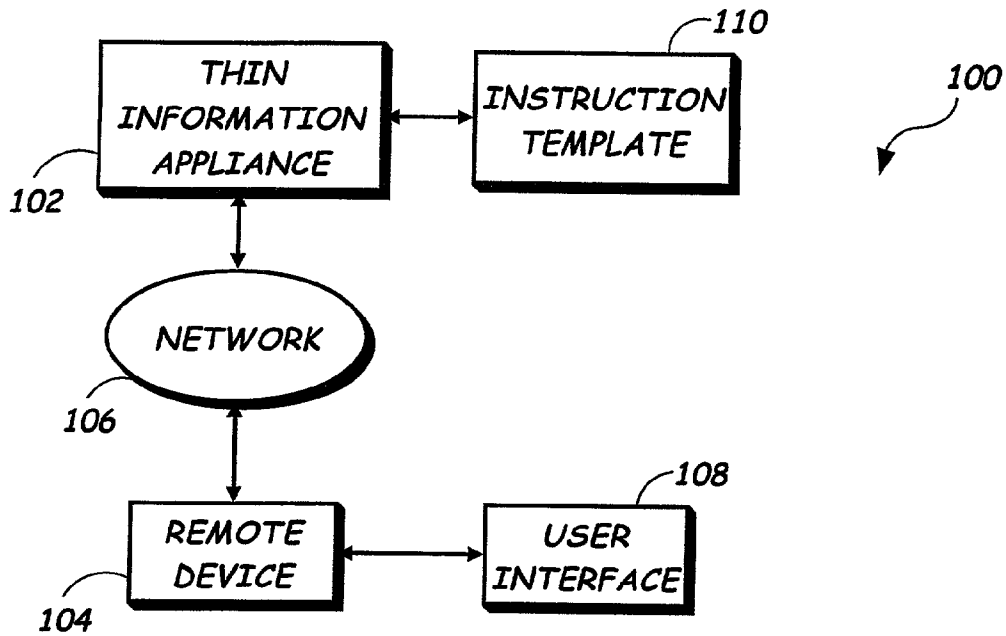 110
THIN
INFORMATION
APPLIANCE
INSTRUCTION
TEMPLATE
100
102
NETWORK
106
108
REMOTE
DEVICE
USER
INTERFACE
104